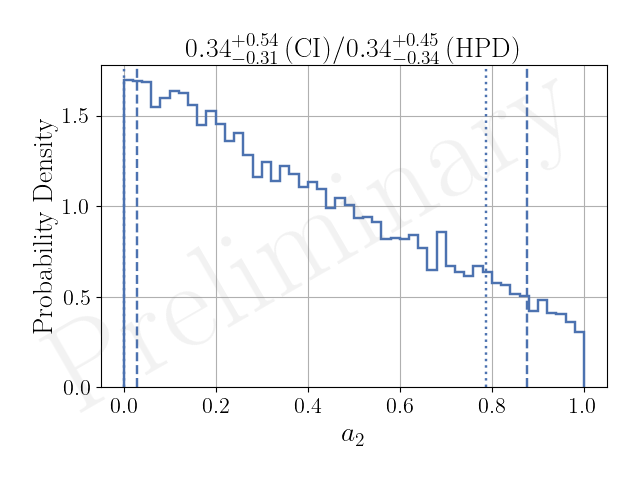 0.34^{+0.54}_{-0.31} (CI)/0.34^{+0.45}_{-0.34} (HPD)
Probability Density
1.5
1.0
0.5
0.0
Preliminary
0.0 0.2 0.4 0.6 0.8 1.0
a_2